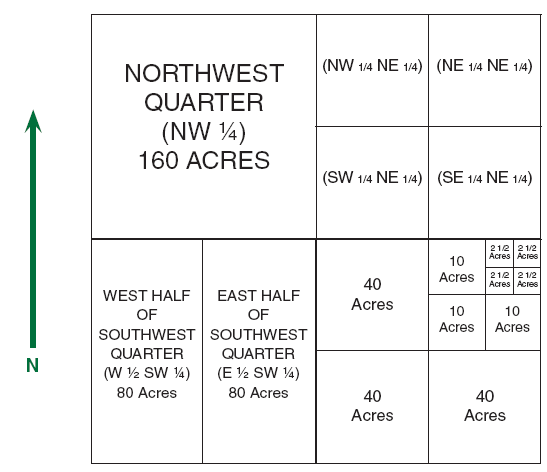 NORTHWEST
QUARTER
(NW ¼)
160 ACRES
(NW 1/4 NE 1/4)
(NE 1/4 NE 1/4)
(SW 1/4 NE 1/4)
(SE 1/4 NE 1/4)
WEST HALF
OF
SOUTHWEST
QUARTER
(W ½ SW ¼)
80 Acres
EAST HALF
OF
SOUTHWEST
QUARTER
(E ½ SW ¼)
80 Acres
40
Acres
10
Acres
2 1/2
Acres
2 1/2
Acres
2 1/2
Acres
2 1/2
Acres
10
Acres
10
Acres
40
Acres
40
Acres
N